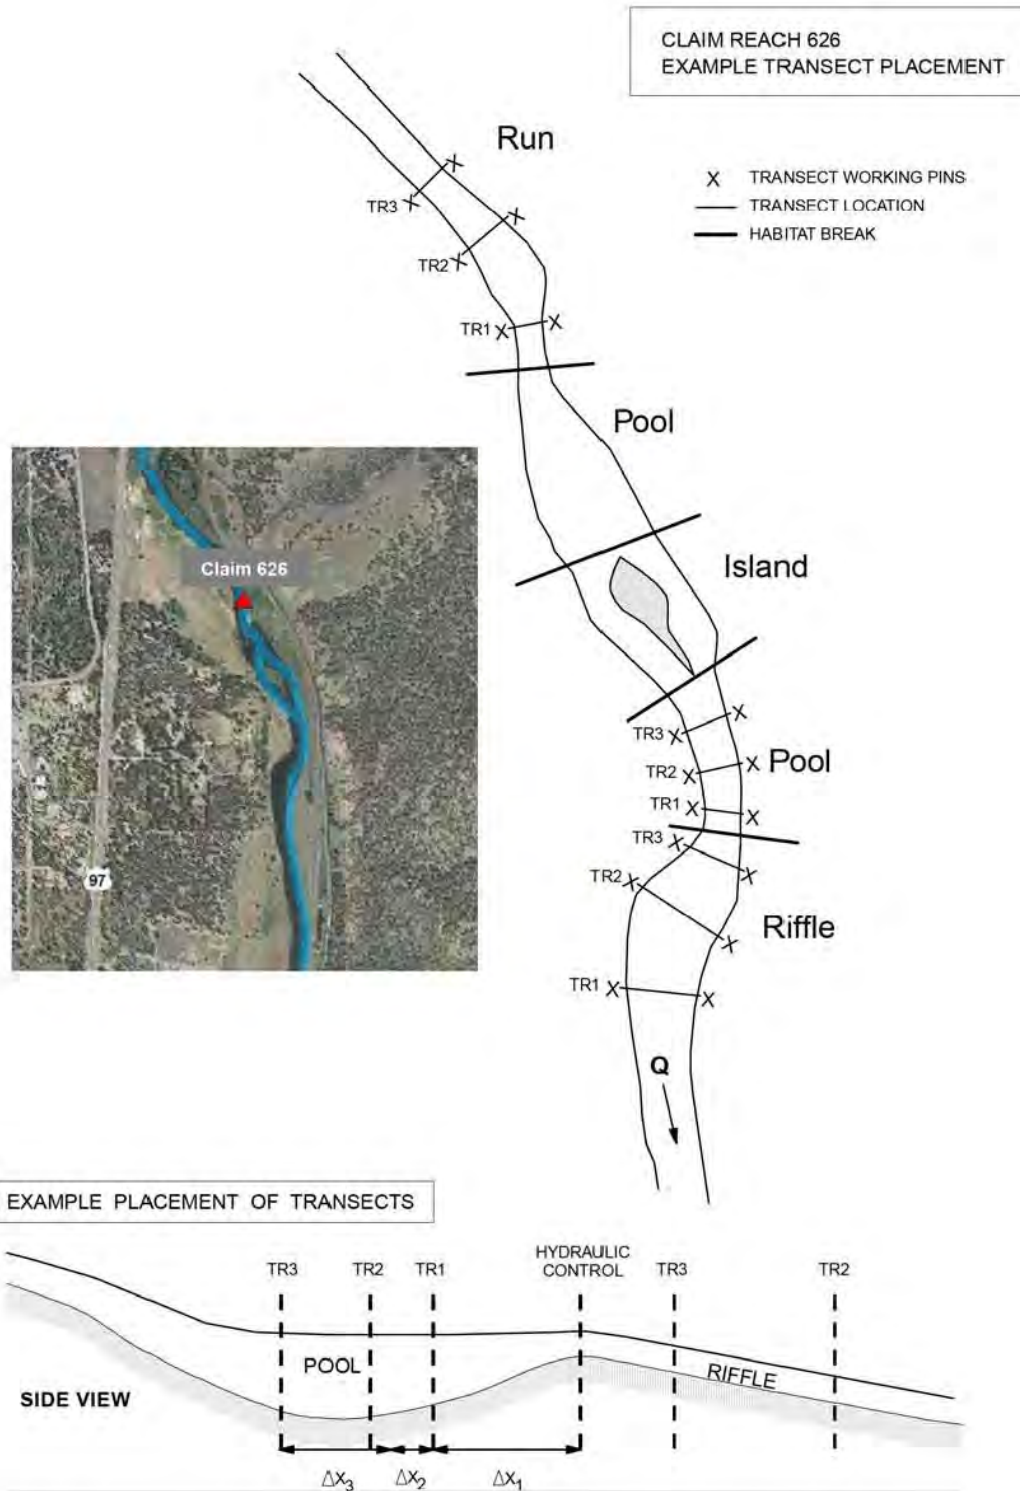 CLAIM REACH 626
EXAMPLE TRANSECT PLACEMENT
Run
X TRANSECT WORKING PINS
TRANSECT LOCATION
HABITAT BREAK
TR3
TR2
TR1
Pool
Claim 626
97
Island
TR3
TR2
Pool
TR1
TR3
TR2
Riffle
TR1
Q
EXAMPLE PLACEMENT OF TRANSECTS
TR3
TR2
TR1
HYDRAULIC
CONTROL
TR3
TR2
POOL
RIFFLE
SIDE VIEW
Δx₃
Δx₂
Δx₁